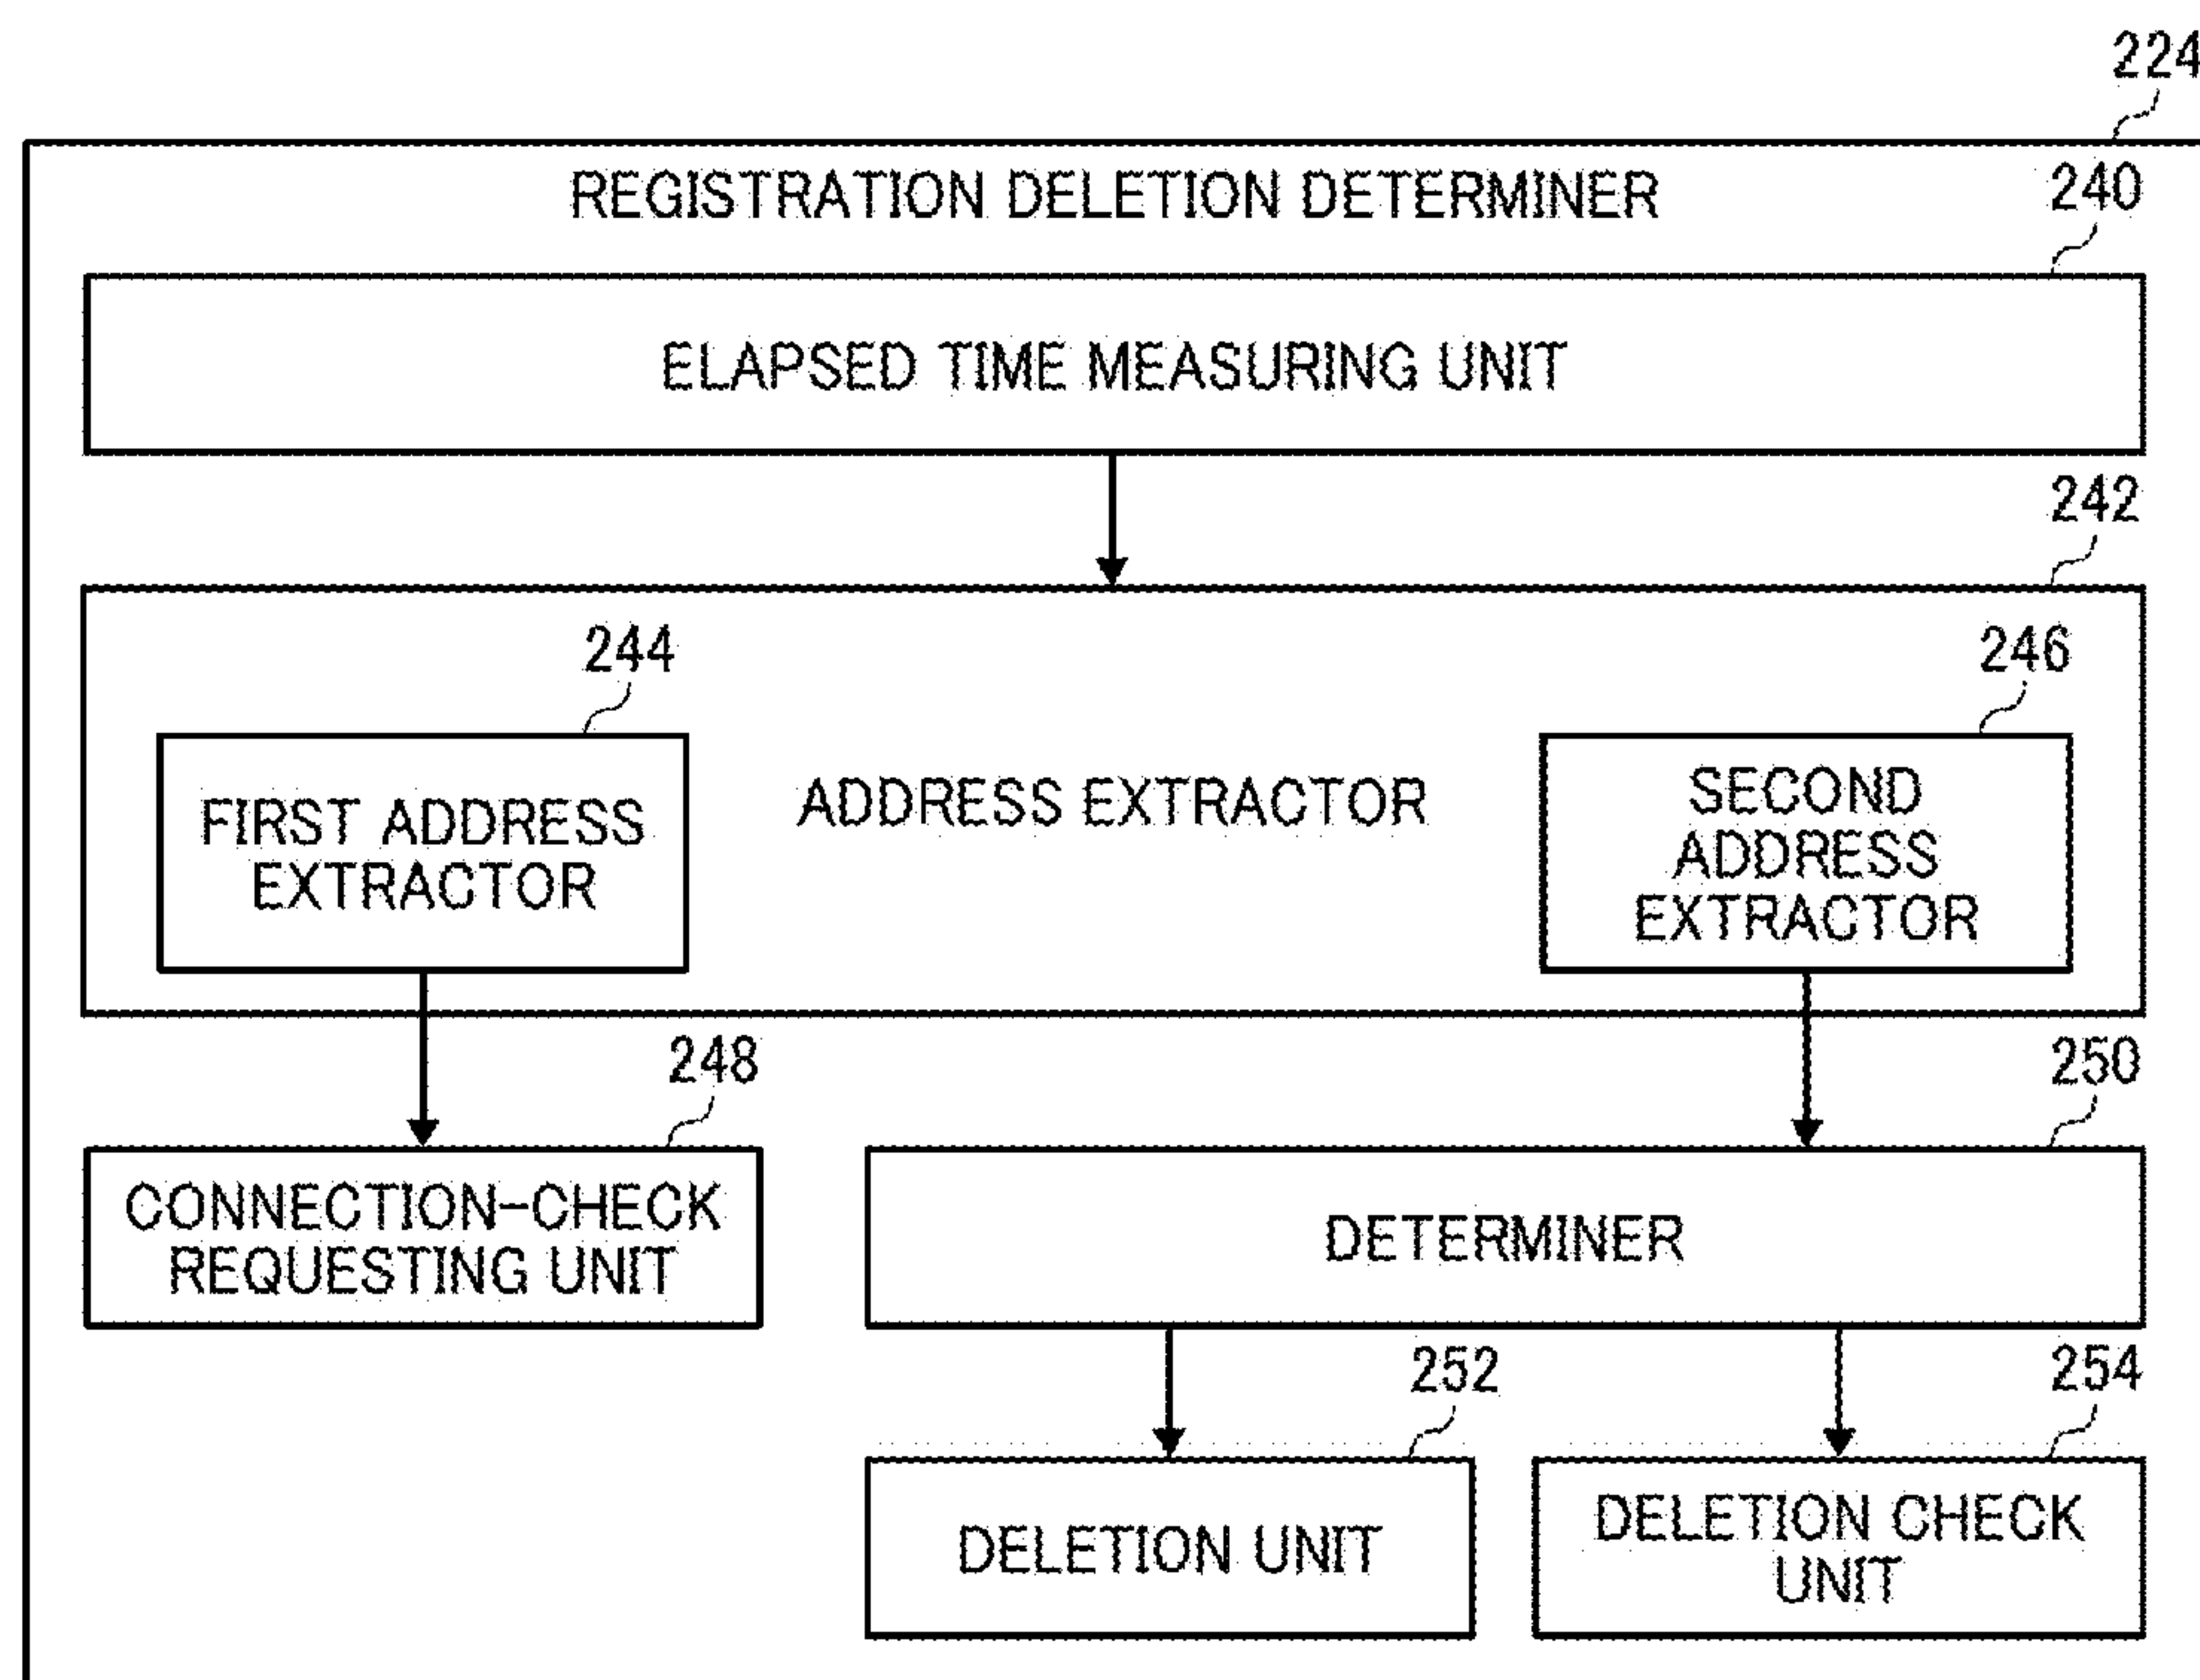 224
REGISTRATION DELETION DETERMINER
240
ELAPSED TIME MEASURING UNIT
242
244
246
FIRST ADDRESS
EXTRACTOR
ADDRESS EXTRACTOR
SECOND
ADDRESS
EXTRACTOR
248
250
CONNECTION-CHECK
REQUESTING UNIT
DETERMINER
252
254
DELETION UNIT
DELETION CHECK
UNIT